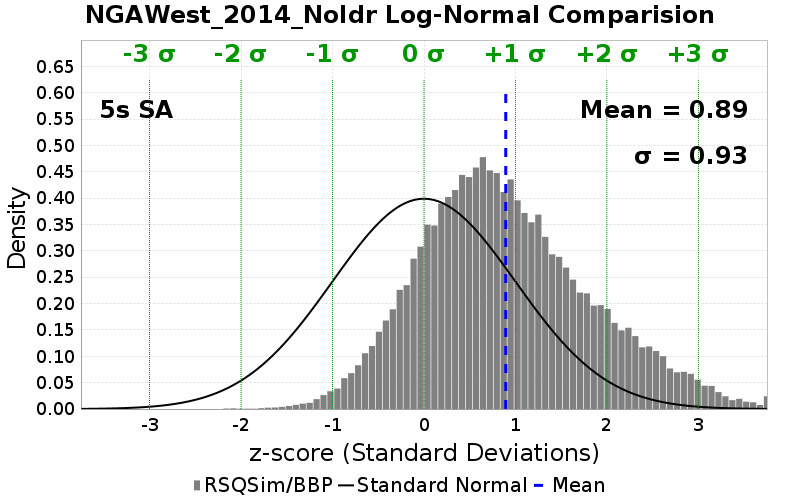 NGAWest_2014_NoIdr Log-Normal Comparision
-3 σ -2 σ -1 σ 0 σ +1 σ +2 σ +3 σ
5s SA
Mean = 0.89
σ = 0.93
Density
0.65
0.60
0.55
0.50
0.45
0.40
0.35
0.30
0.25
0.20
0.15
0.10
0.05
0.00
-3 -2 -1 0 1 2 3
z-score (Standard Deviations)
RSQSim/BBP Standard Normal Mean